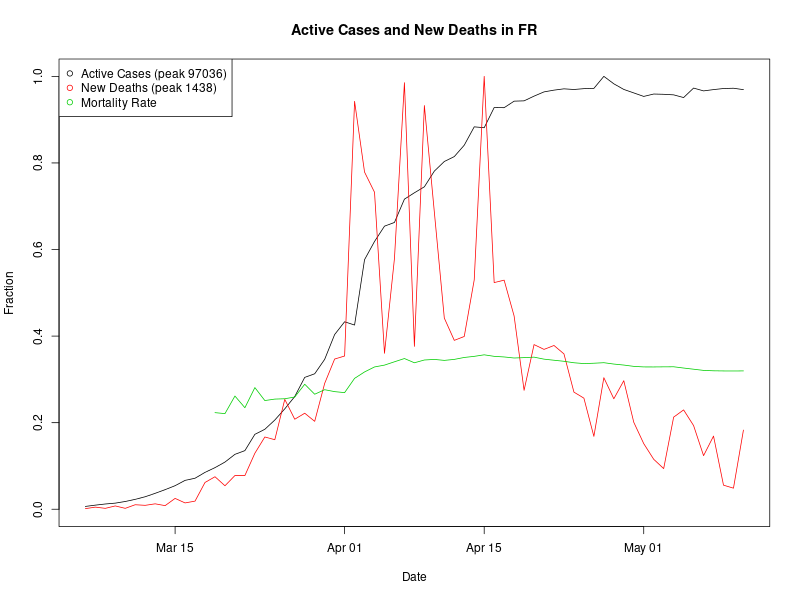 Active Cases and New Deaths in FR
Active Cases (peak 97036)
New Deaths (peak 1438)
Mortality Rate
1.0
0.8
0.6
0.4
0.2
0.0
Fraction
Mar 15 Apr 01 Apr 15 May 01
Date